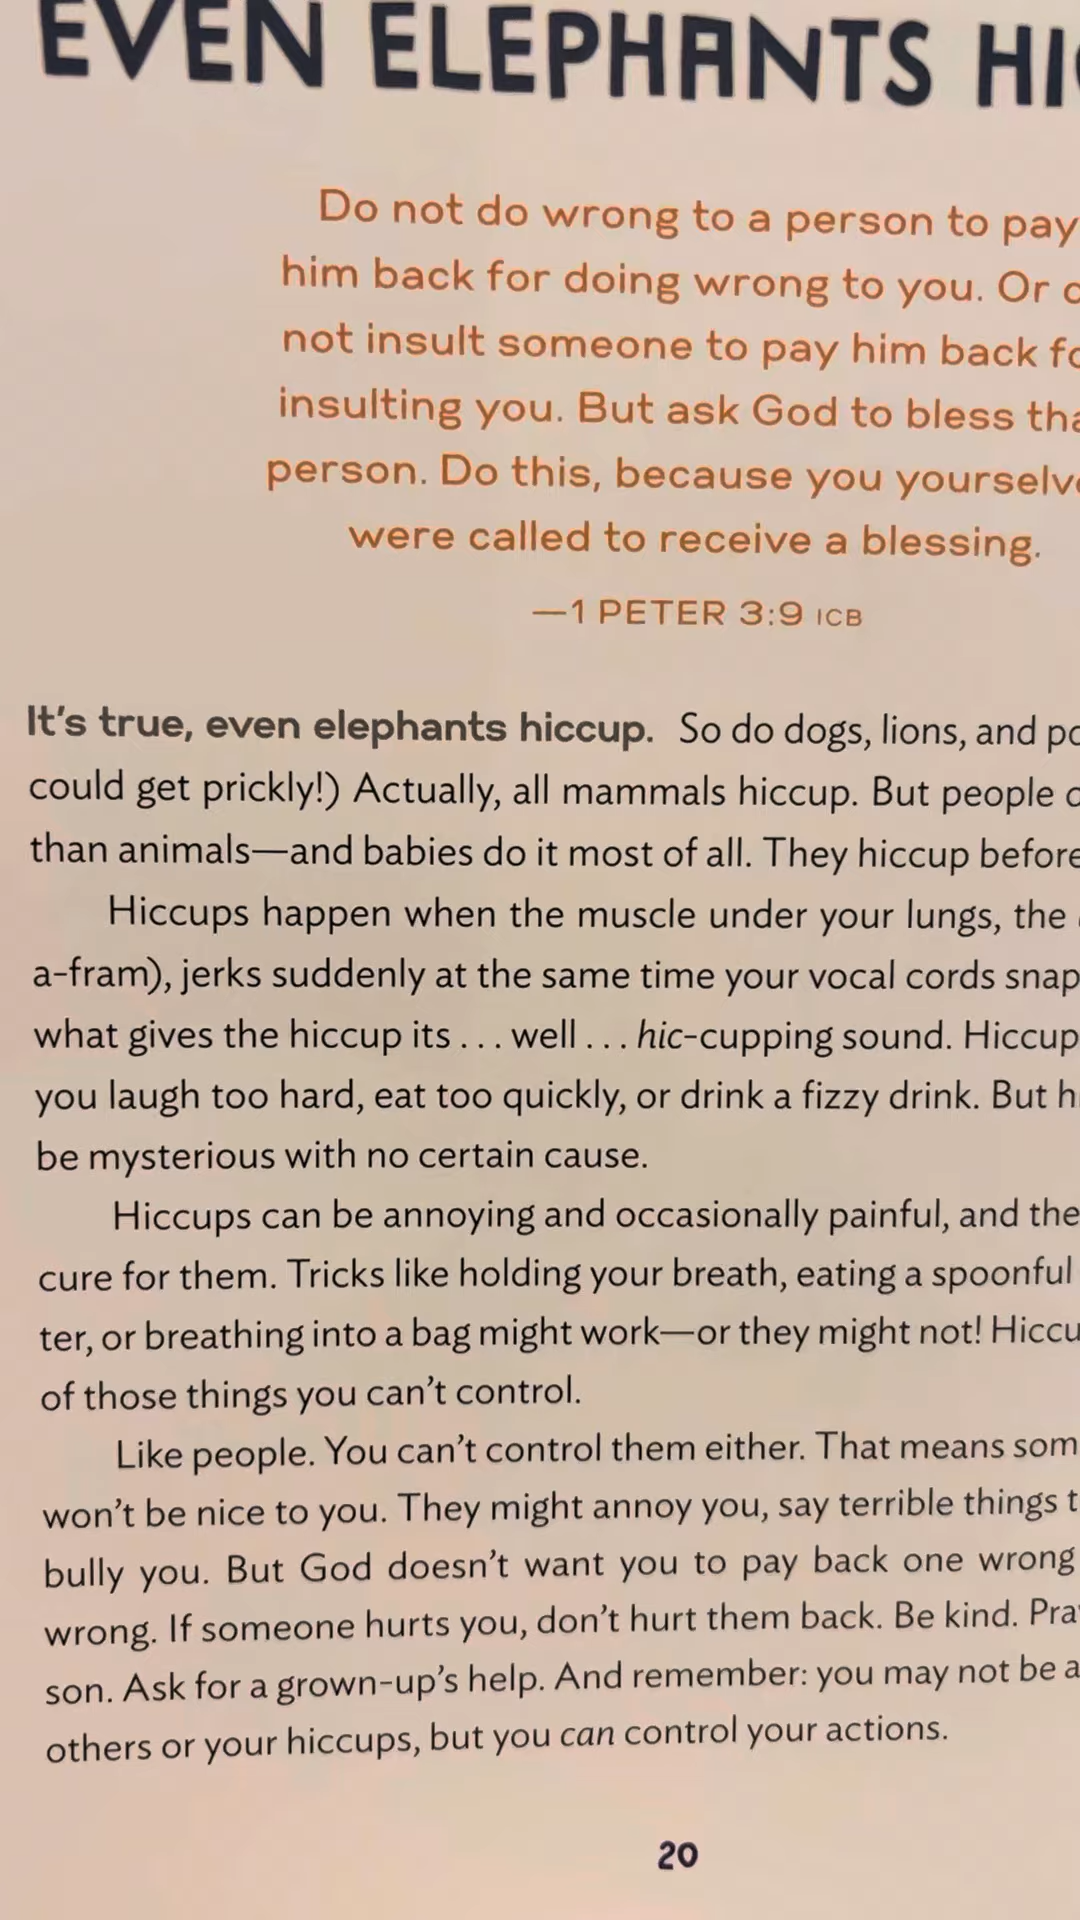 EVEN ELEPHANTS
Do not do wrong to a person to pay
him back for doing wrong to you. Or
not insult someone to pay him back
insulting you. But ask God to bless
person. Do this, because you
were called to receive a blessing.
—1 PETER 3:9 ICB
It's true, even elephants hiccup. So do dogs, lions, and
could get prickly!) Actually, all mammals hiccup. But people
than animals—and babies do it most of all. They hiccup before
Hiccups happen when the muscle under your lungs, the
a-fram), jerks suddenly at the same time your vocal cords snap
what gives the hiccup its . . . well . . . hic-cupping sound.
you laugh too hard, eat too quickly, or drink a fizzy drink. But
be mysterious with no certain cause.
Hiccups can be annoying and occasionally painful, and
cure for them. Tricks like holding your breath, eating a spoonful
ter, or breathing into a bag might work—or they might not!
of those things you can't control.
Like people. You can't control them either. That means
won't be nice to you. They might annoy you, say terrible things
bully you. But God doesn't want you to pay back one wrong
wrong. If someone hurts you, don't hurt them back. Be kind.
son. Ask for a grown-up's help. And remember: you may not be
others or your hiccups, but you can control your actions.
20